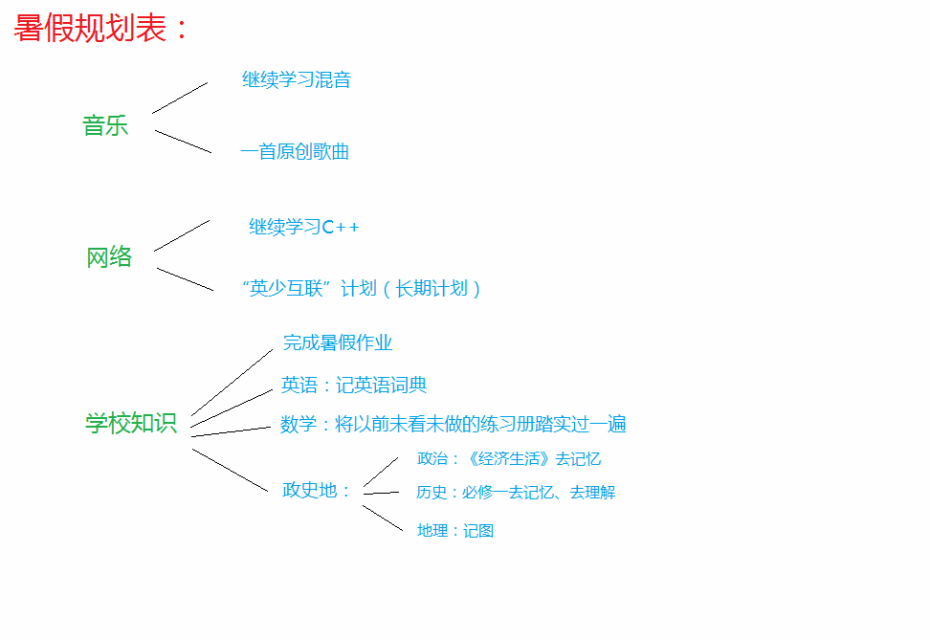 暑假规划表：
音乐
继续学习混音
一首原创歌曲
网络
继续学习C++
“英少互联”计划（长期计划）
学校知识
完成暑假作业
英语：记英语词典
数学：将以前未看未做的练习册踏实过一遍
政史地：
政治：《经济生活》去记忆
历史：必修一去记忆、去理解
地理：记图